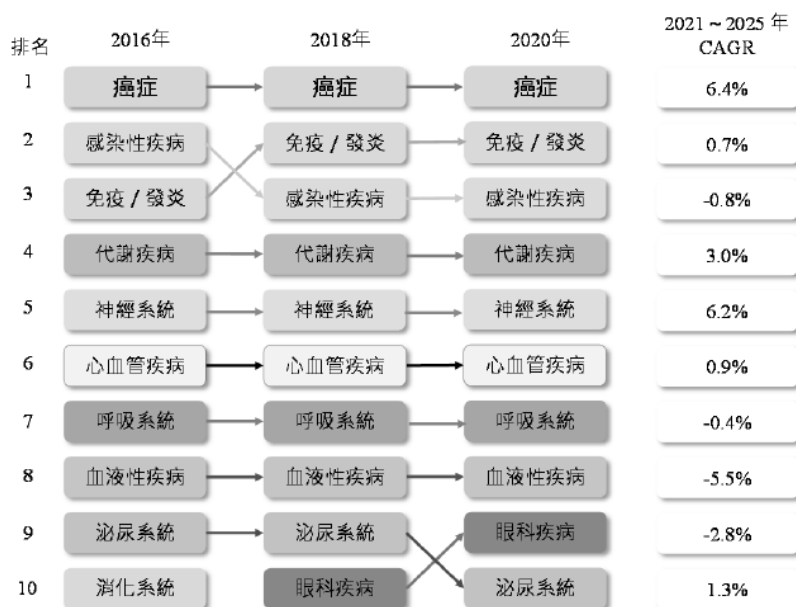 排名 2016年 2018年 2020年 2021～2025 年
CAGR
1 癌症 癌症 癌症 6.4%
2 感染性疾病 免疫 / 發炎 免疫 / 發炎 0.7%
3 免疫 / 發炎 感染性疾病 感染性疾病 -0.8%
4 代謝疾病 代謝疾病 代謝疾病 3.0%
5 神經系統 神經系統 神經系統 6.2%
6 心血管疾病 心血管疾病 心血管疾病 0.9%
7 呼吸系統 呼吸系統 呼吸系統 -0.4%
8 血液性疾病 血液性疾病 血液性疾病 -5.5%
9 泌尿系統 泌尿系統 眼科疾病 -2.8%
10 消化系統 眼科疾病 泌尿系統 1.3%